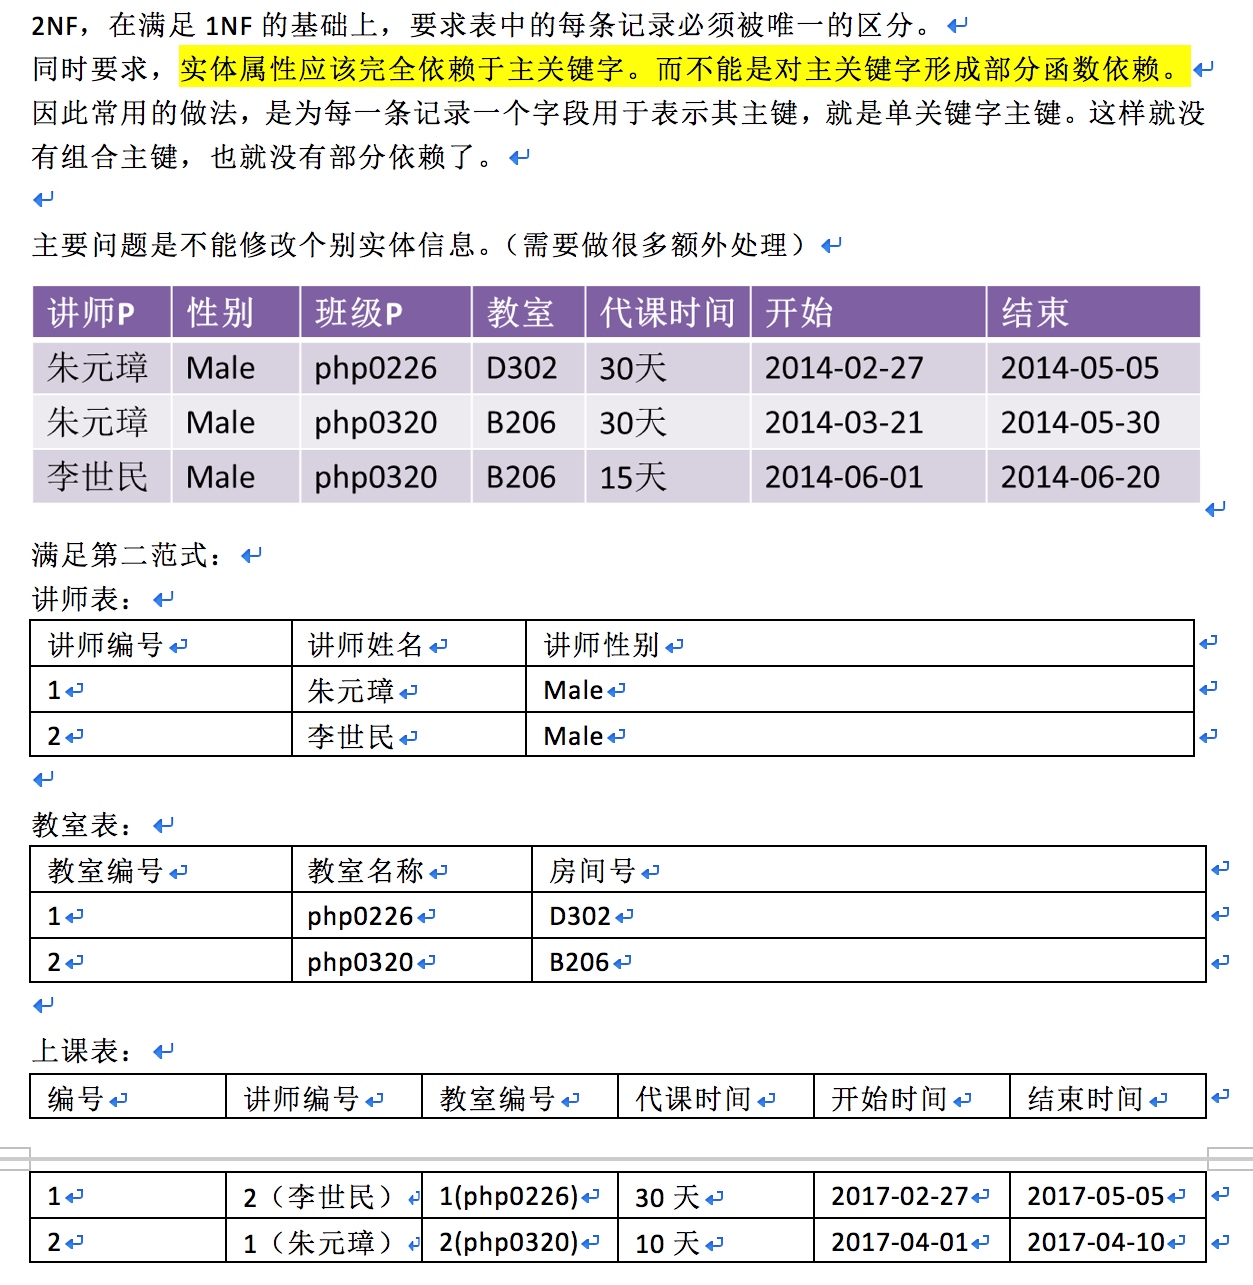 2NF，在满足 1NF 的基础上，要求表中的每条记录必须被唯一的区分。
同时要求，实体属性应该完全依赖于主关键字。而不能是对主关键字形成部分函数依赖。
因此常用的做法，是为每一条记录一个字段用于表示其主键，就是单关键字主键。这样就没
有组合主键，也就没有部分依赖了。
主要问题是不能修改个别实体信息。（需要做很多额外处理）
讲师P 性别 班级P 教室 代课时间 开始 结束
朱元璋 Male php0226 D302 30天 2014-02-27 2014-05-05
朱元璋 Male php0320 B206 30天 2014-03-21 2014-05-30
李世民 Male php0320 B206 15天 2014-06-01 2014-06-20
满足第二范式：
讲师表：
讲师编号 讲师姓名 讲师性别
1 朱元璋 Male
2 李世民 Male
教室表：
教室编号 教室名称 房间号
1 php0226 D302
2 php0320 B206
上课表：
编号 讲师编号 教室编号 代课时间 开始时间 结束时间
1 2（李世民） 1(php0226) 30 天 2017-02-27 2017-05-05
2 1（朱元璋） 2(php0320) 10 天 2017-04-01 2017-04-10